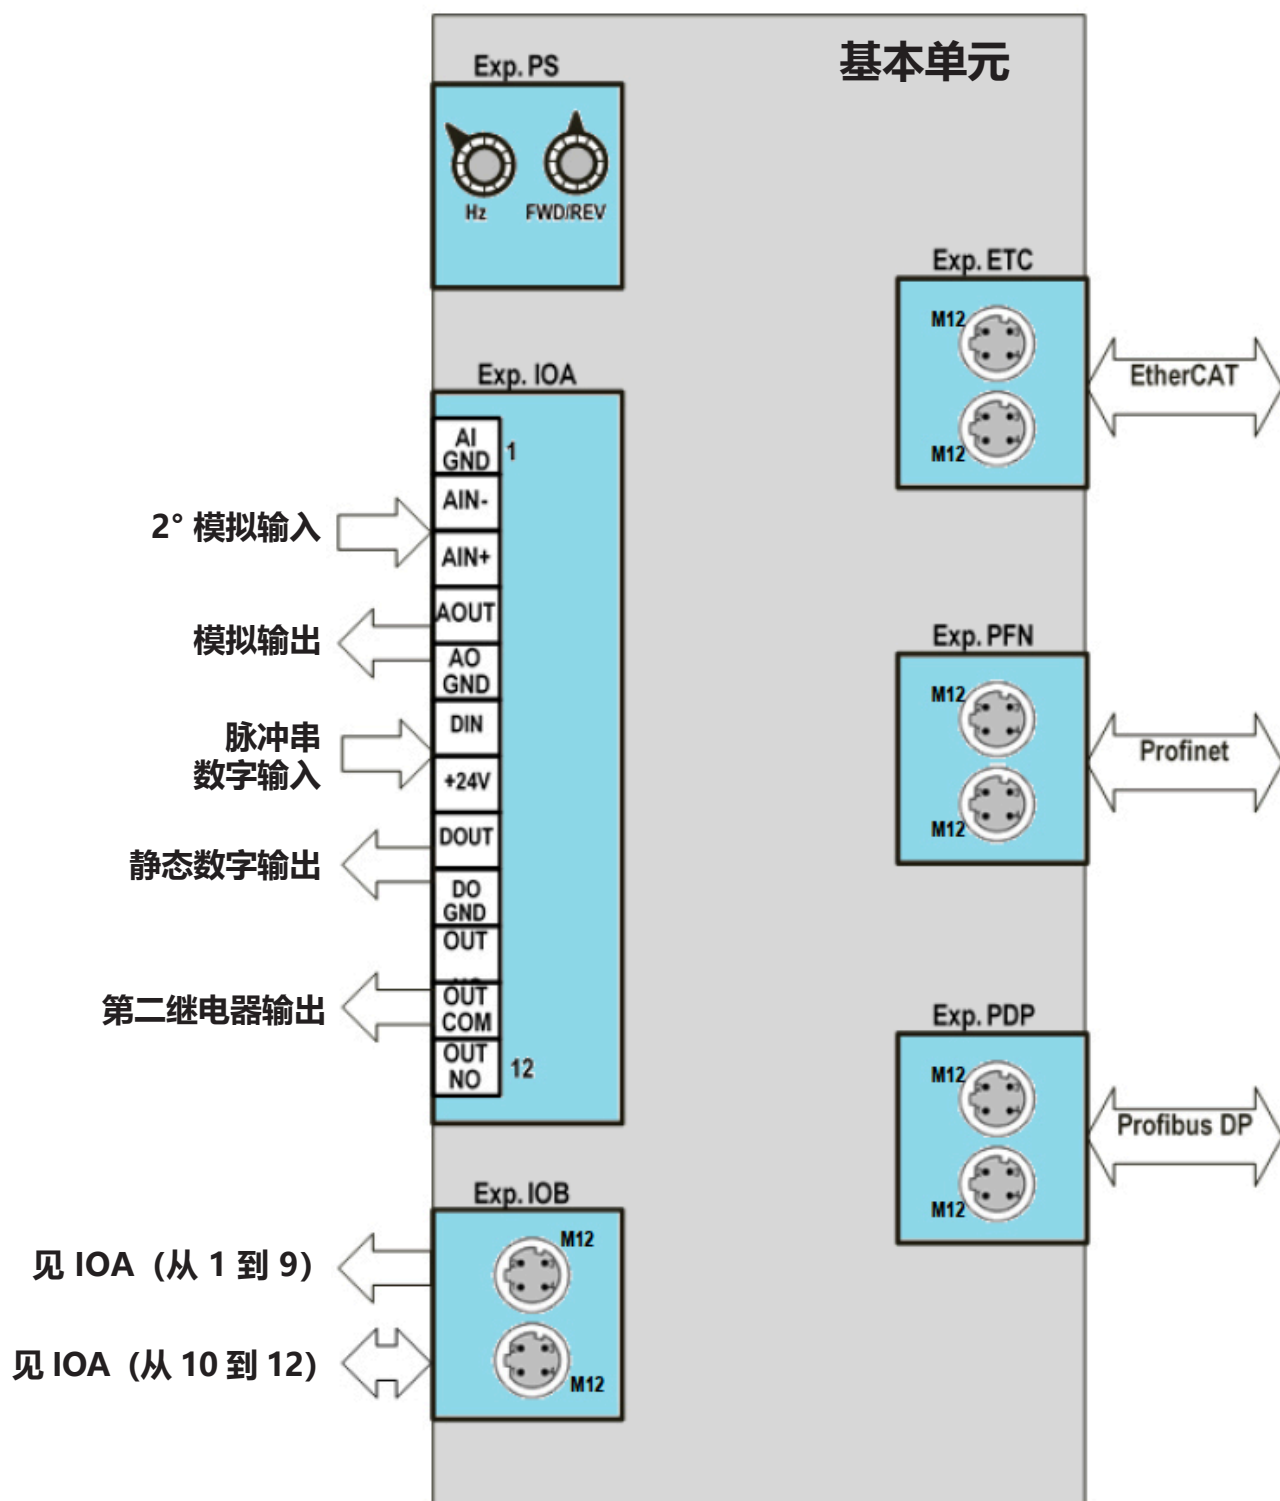 基本单元
Exp. PS
Hz
FWD/REV
Exp. IOA
AI
GND
1
AIN-
AIN+
AOUT
AO
GND
DIN
+24V
DOUT
DO
GND
OUT
OUT
COM
OUT
NO
12
2° 模拟输入
模拟输出
脉冲串
数字输入
静态数字输出
第二继电器输出
Exp. IOB
M12
M12
见 IOA (从 1 到 9)
见 IOA (从 10 到 12)
Exp. ETC
M12
M12
EtherCAT
Exp. PFN
M12
M12
Profinet
Exp. PDP
M12
M12
Profibus DP